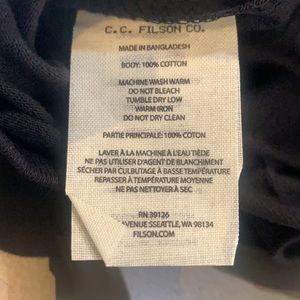 C.C. FILSON CO.
MADE IN BANGLADESH
BODY: 100% COTTON
MACHINE WASH WARM
DO NOT BLEACH
TUMBLE DRY LOW
WARM IRON
DO NOT DRY CLEAN
PARTIE PRINCIPALE: 100% COTON
LAVER À LA MACHINE À L'EAU TIÈDE
NE PAS UTILISER D'AGENT DE BLANCHIMENT
SÉCHER PAR CULBUTAGE À BASSE TEMPÉRATURE
REPASSER À TEMPÉRATURE MOYENNE
NE PAS NETTOYER À SEC
RN 39126
AVENUE SSEATTLE, WA 98134
FILSON.COM